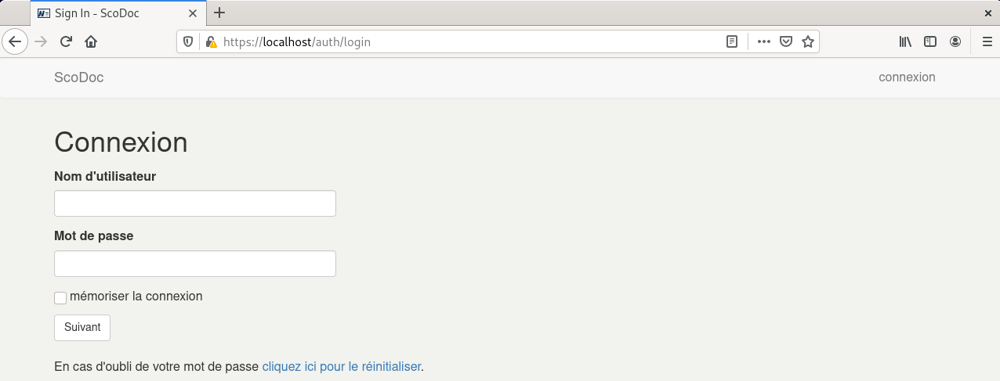 Sign In - ScoDoc
https://localhost/auth/login
ScoDoc
connexion
Connexion
Nom d'utilisateur
Mot de passe
mémoriser la connexion
Suivant
En cas d'oubli de votre mot de passe cliquez ici pour le réinitialiser.